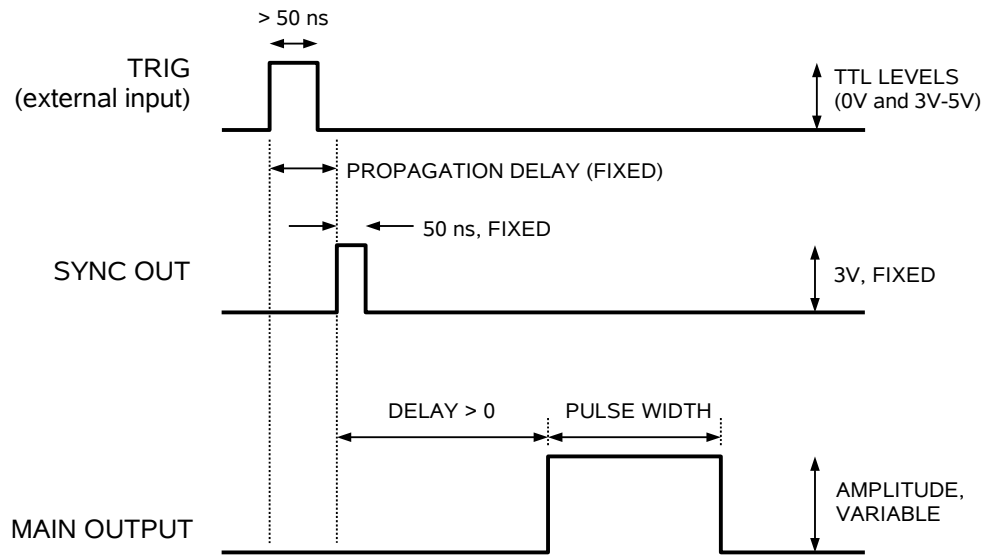 > 50 ns
TRIG
(external input)
TTL LEVELS
(0V and 3V-5V)
PROPAGATION DELAY (FIXED)
50 ns, FIXED
SYNC OUT
3V, FIXED
DELAY > 0
PULSE WIDTH
AMPLITUDE,
VARIABLE
MAIN OUTPUT